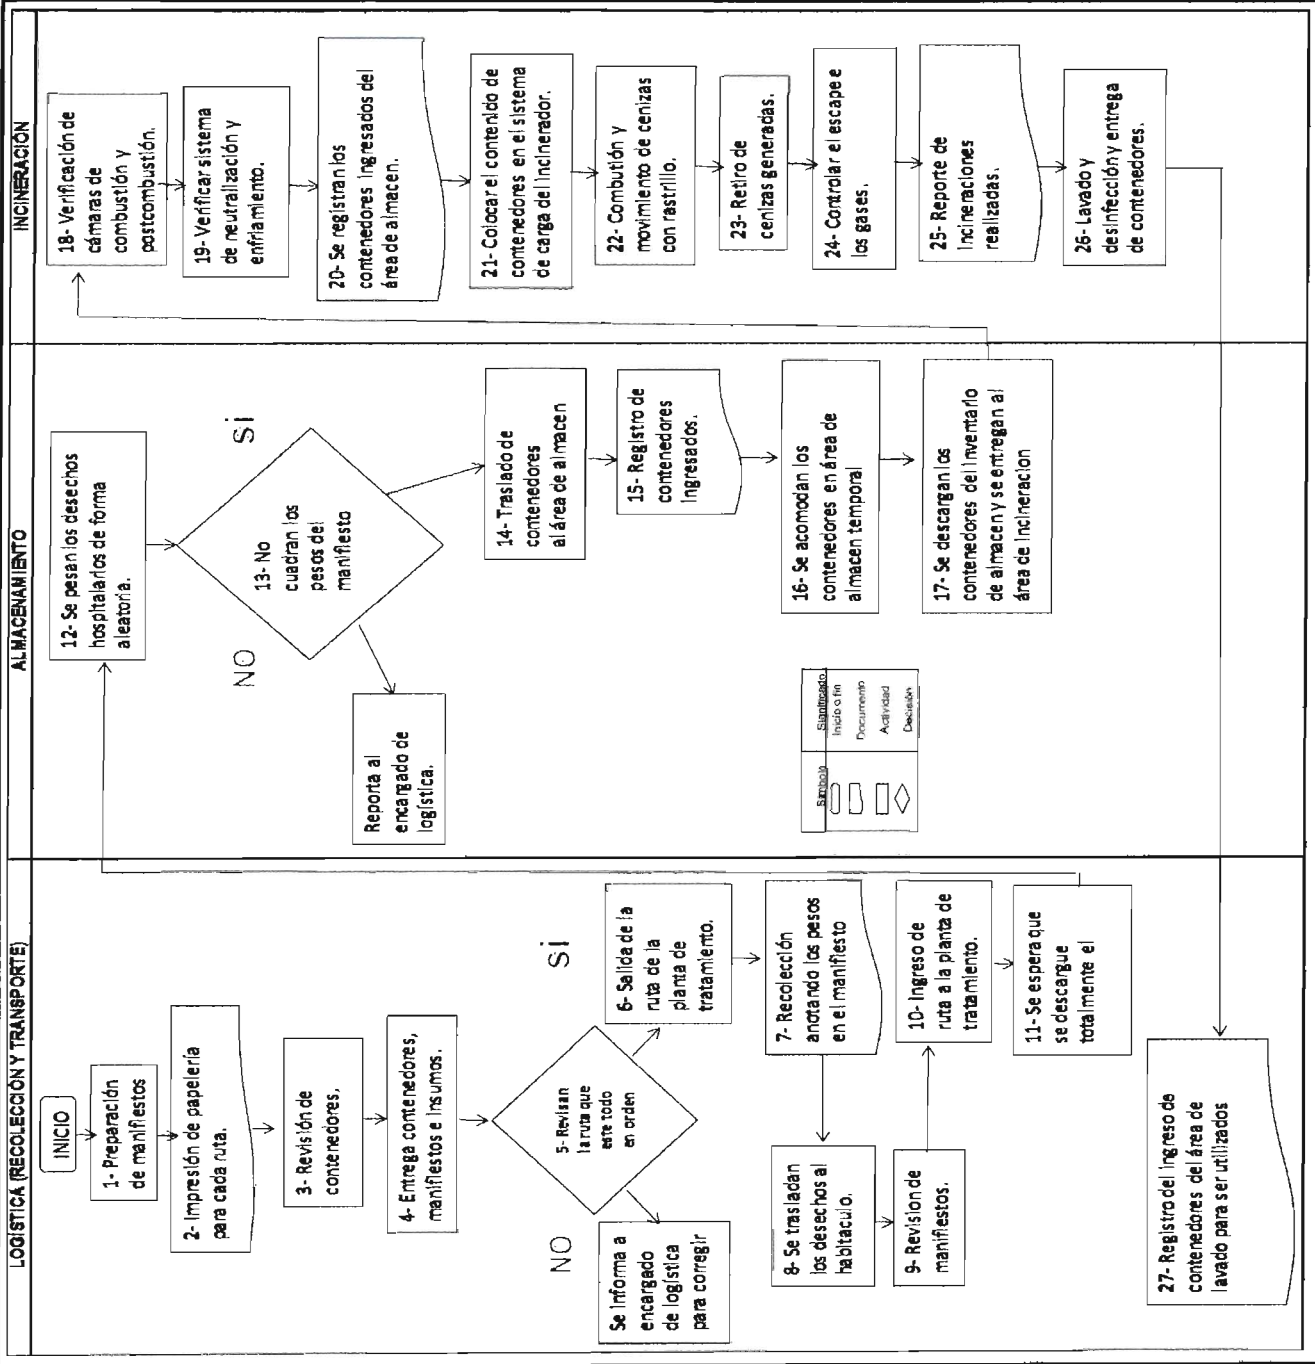 LOGÍSTICA (RECOLECCIÓN Y TRANSPORTE)
INICIO
1- Preparación
de manifiestos
2- Impresión de papelería
para cada ruta.
3- Revisión de
contenedores.
4- Entrega contenedores,
manifiestos e insumos.
5- Revisan
la ruta que
este todo
en orden
NO
SI
Se informa a
encargado
de logística
para corregir
6- Salida de la
ruta de la
planta de
tratamiento.
7- Recolección
anotando los pesos
en el manifiesto
8- Se trasladan
los desechos al
habitaculo.
9- Revision de
manifiestos.
10- Ingreso de
ruta a la planta de
tratamiento.
11- Se espera que
se descargue
totalmente el
27- Registro del ingreso de
contenedores del área de
lavado para ser utilizados
ALMACENAMIENTO
12- Se pesan los desechos
hospitalarios de forma
aleatoria.
13- No
cuadran los
pesos del
manifiesto
NO
SI
Reporta al
encargado de
logística.
14- Traslado de
contenedores
al área de almacen
15- Registro de
contenedores
ingresados.
16- Se acomodan los
contenedores en área de
almacen temporal
17- Se descargan los
contenedores del inventario
de almacen y se entregan al
área de incineracion
Simbolo Significado
Inicio o fin
Documento
Actividad
Decisión
INCINERACIÓN
18- Verificación de
cámaras de
combustión y
postcombustión.
19- Verificar sistema
de neutralización y
enfriamiento.
20- Se registran los
contenedores ingresados del
área de almacen.
21- Colocar el contenido de
contenedores en el sistema
de carga del incinerador.
22- Combutión y
movimiento de cenizas
con rastrillo.
23- Retiro de
cenizas generadas.
24- Controlar el escape e
los gases.
25- Reporte de
incineraciones
realizadas.
26- Lavado y
desinfección y entrega
de contenedores.